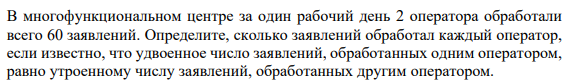 В многофункциональном центре за один рабочий день 2 оператора обработали
всего 60 заявлений. Определите, сколько заявлений обработал каждый оператор,
если известно, что удвоенное число заявлений, обработанных одним оператором,
равно утроенному числу заявлений, обработанных другим оператором.